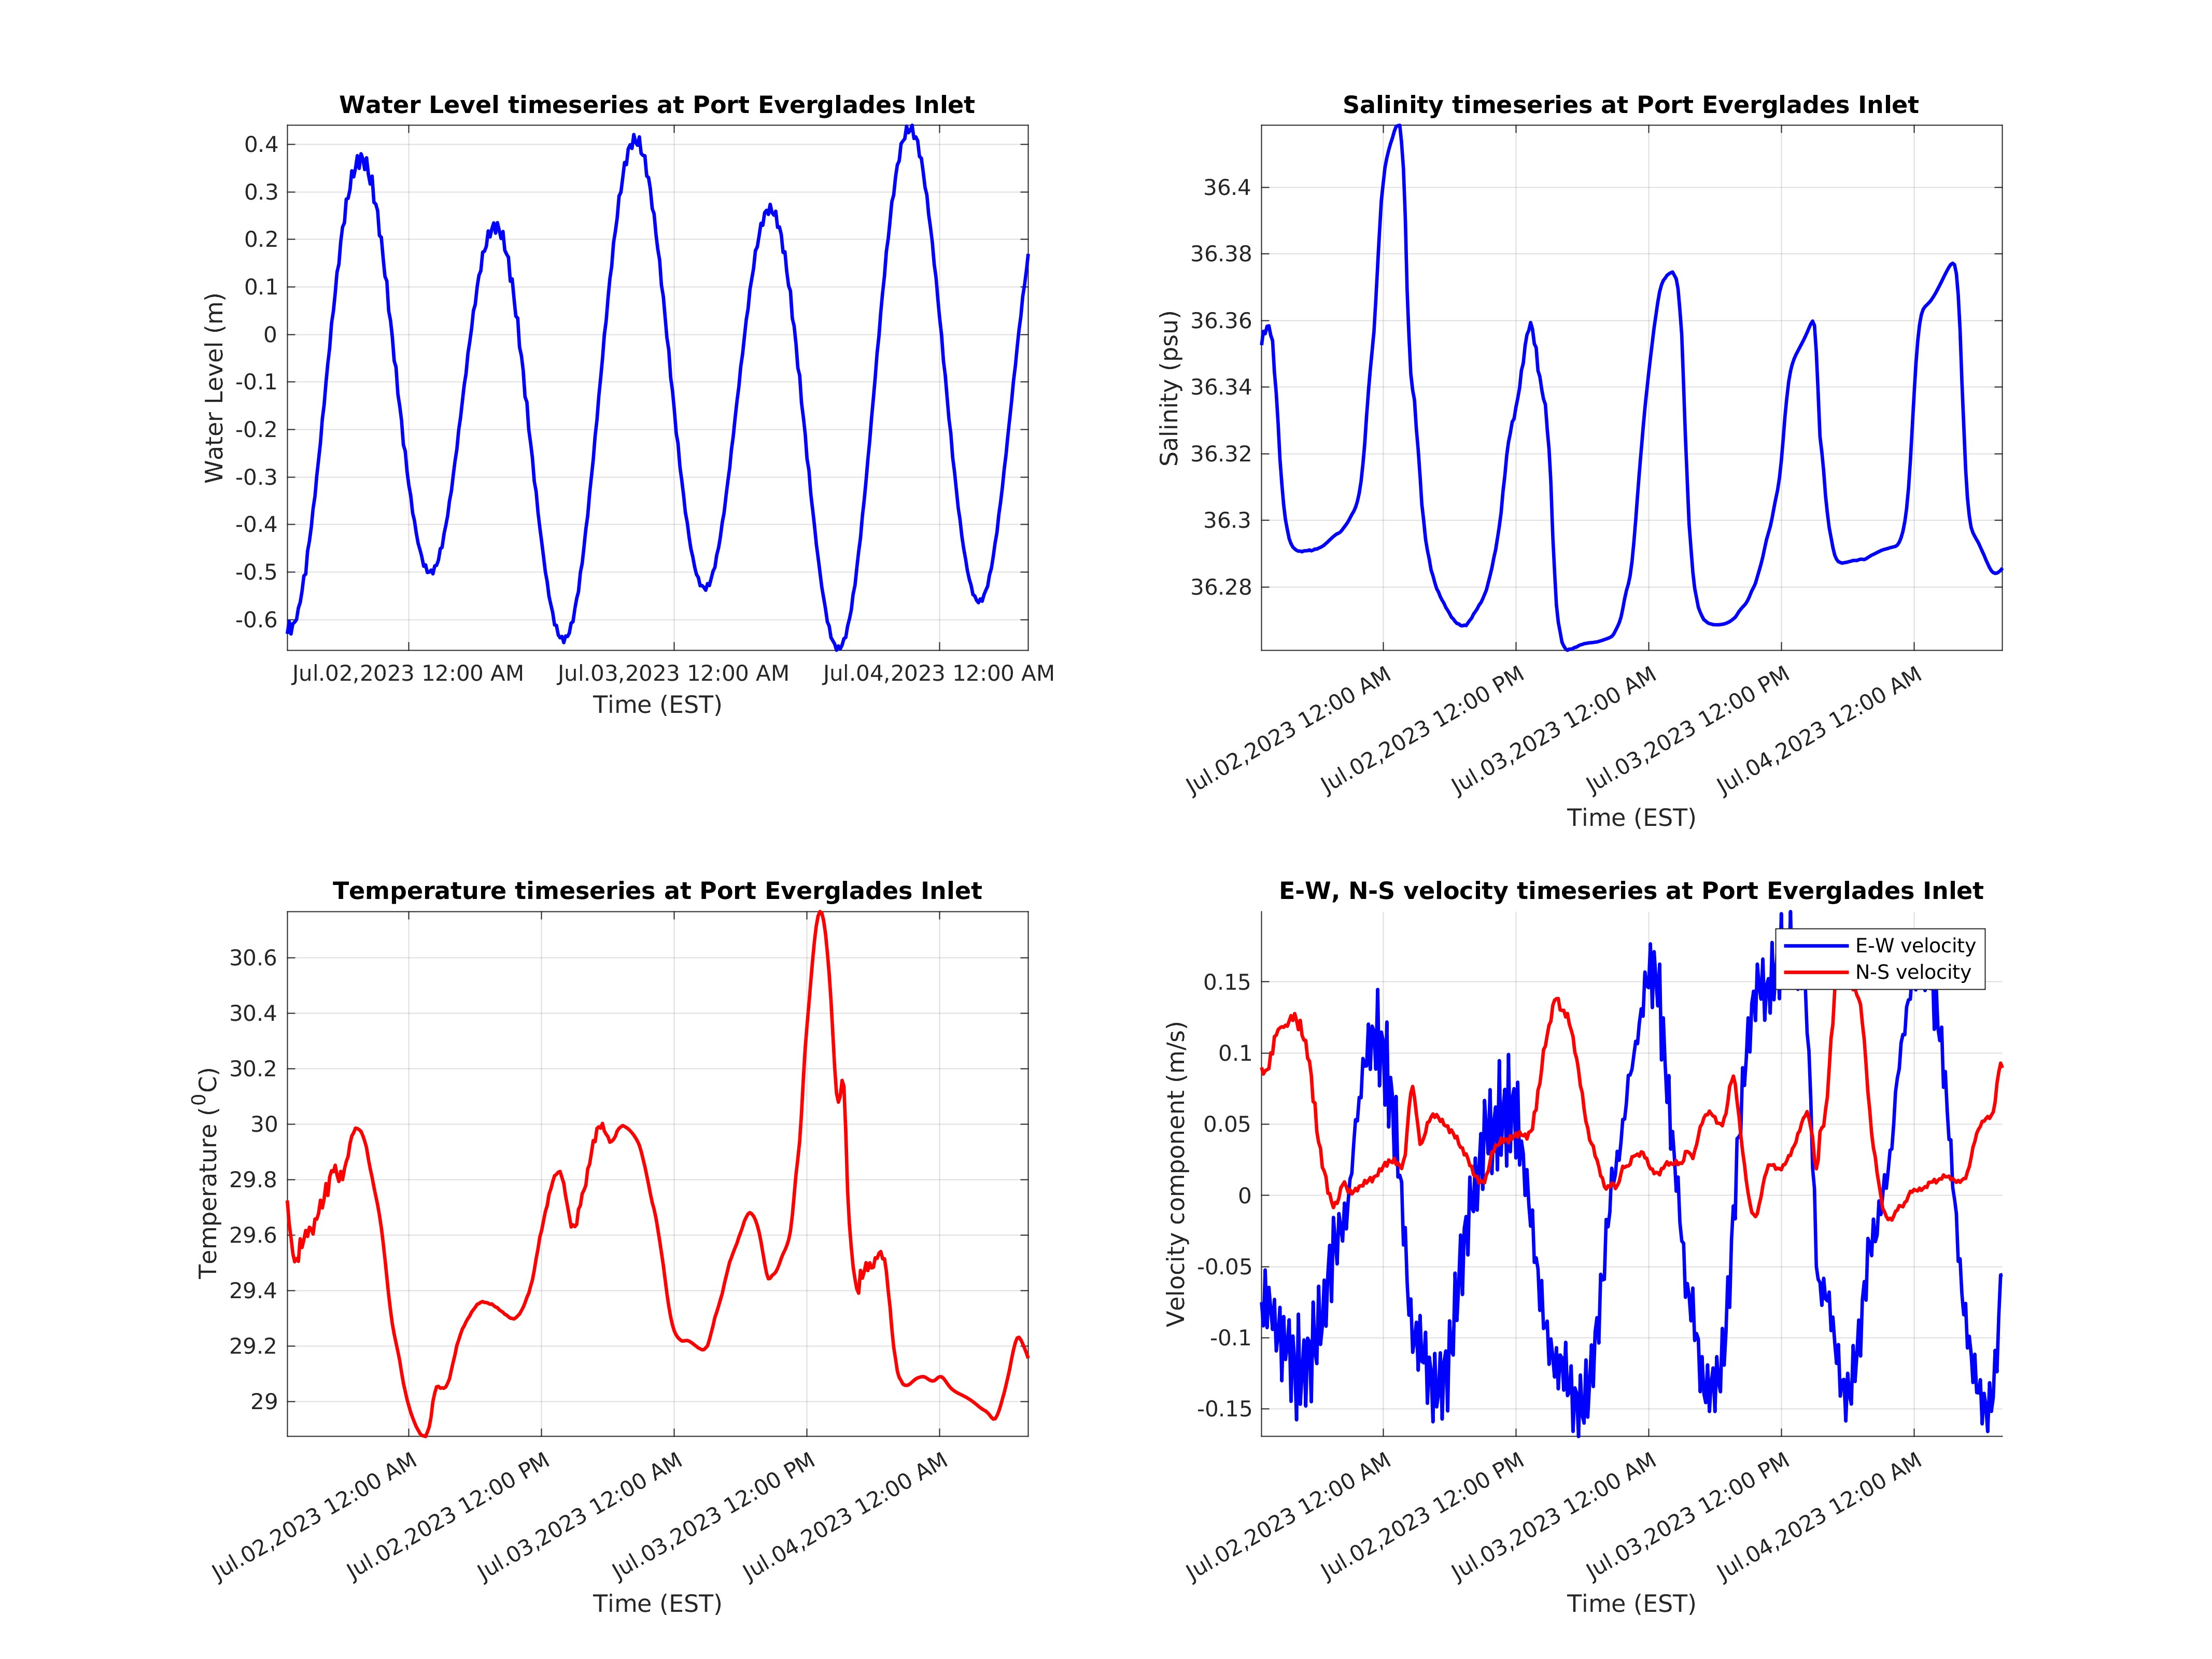 Water Level timeseries at Port Everglades Inlet
Water Level (m)
0.4
0.3
0.2
0.1
0
-0.1
-0.2
-0.3
-0.4
-0.5
-0.6
Jul.02,2023 12:00 AM
Jul.03,2023 12:00 AM
Jul.04,2023 12:00 AM
Time (EST)
Salinity timeseries at Port Everglades Inlet
Salinity (psu)
36.4
36.38
36.36
36.34
36.32
36.3
36.28
Jul.02,2023 12:00 AM
Jul.02,2023 12:00 PM
Jul.03,2023 12:00 AM
Jul.03,2023 12:00 PM
Jul.04,2023 12:00 AM
Time (EST)
Temperature timeseries at Port Everglades Inlet
Temperature (⁰C)
30.6
30.4
30.2
30
29.8
29.6
29.4
29.2
29
Jul.02,2023 12:00 AM
Jul.02,2023 12:00 PM
Jul.03,2023 12:00 AM
Jul.03,2023 12:00 PM
Jul.04,2023 12:00 AM
Time (EST)
E-W, N-S velocity timeseries at Port Everglades Inlet
E-W velocity
N-S velocity
Velocity component (m/s)
0.15
0.1
0.05
0
-0.05
-0.1
-0.15
Jul.02,2023 12:00 AM
Jul.02,2023 12:00 PM
Jul.03,2023 12:00 AM
Jul.03,2023 12:00 PM
Jul.04,2023 12:00 AM
Time (EST)